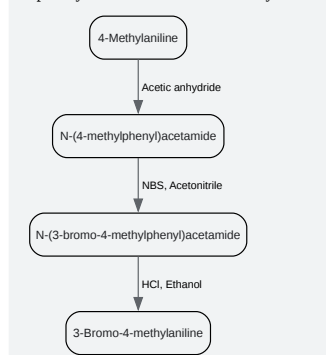 4-Methylaniline
Acetic anhydride
N-(4-methylphenyl)acetamide
NBS, Acetonitrile
N-(3-bromo-4-methylphenyl)acetamide
HCl, Ethanol
3-Bromo-4-methylaniline